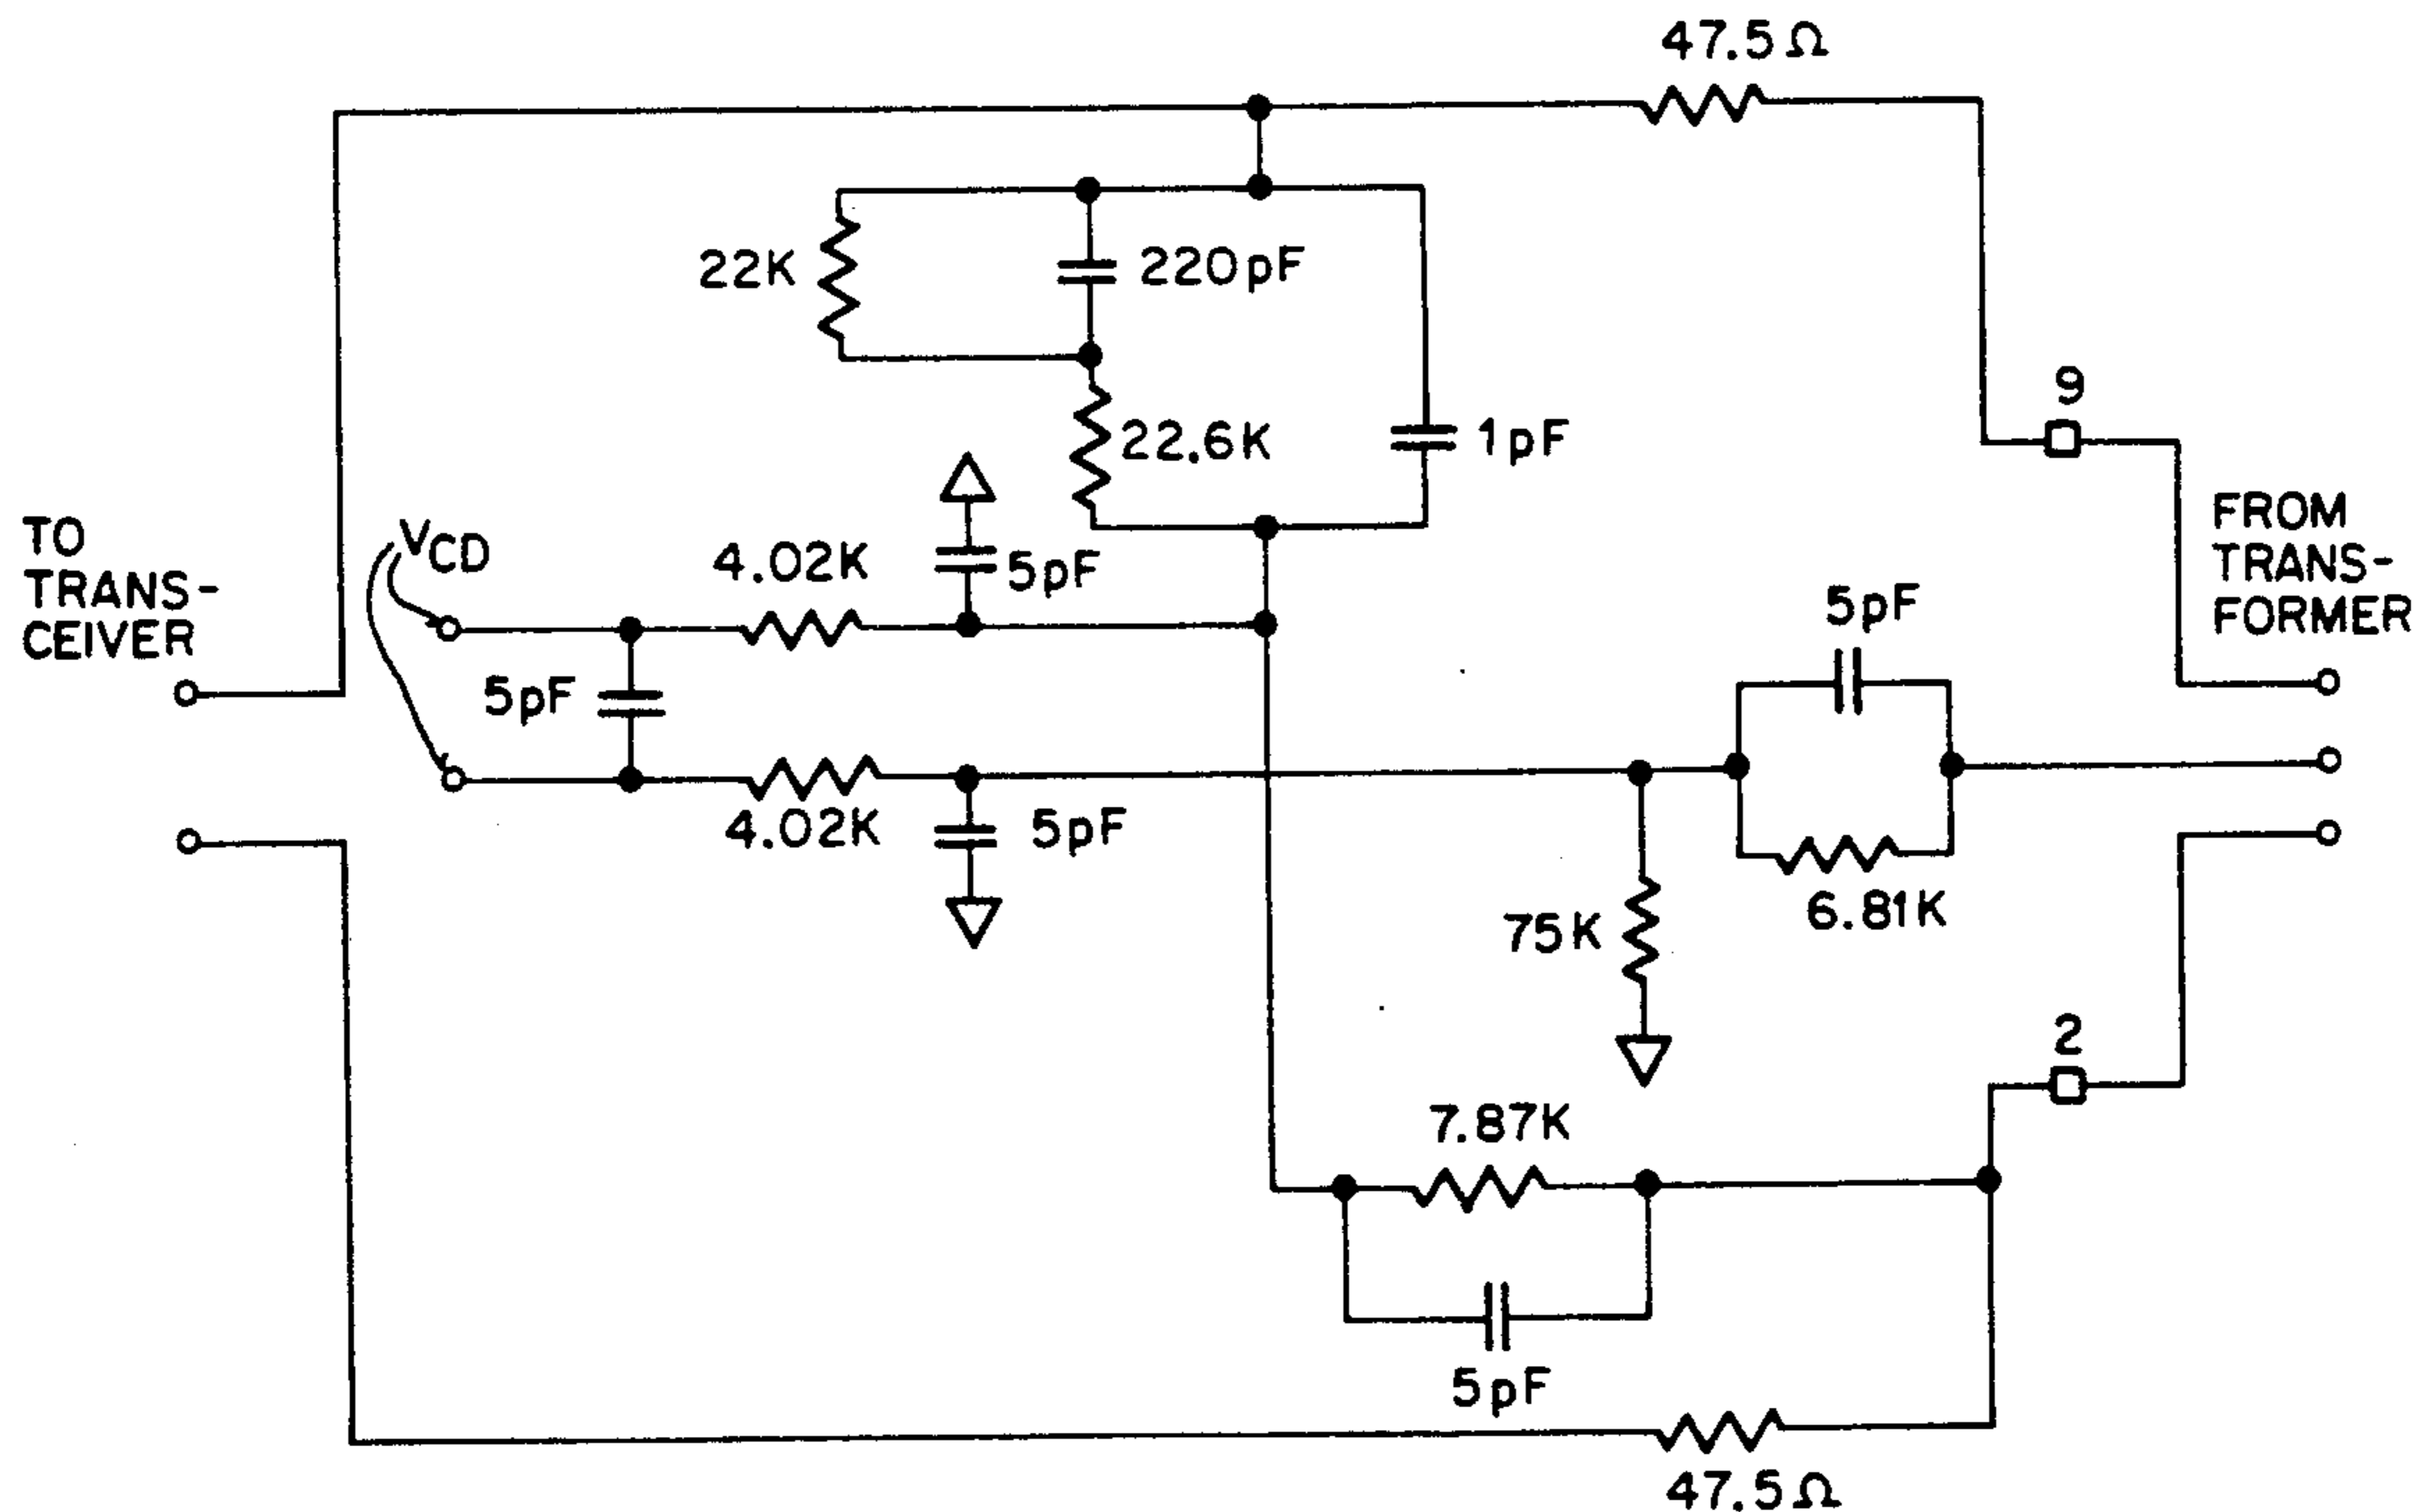 47.5Ω
22K
220pF
9
22.6K
1pF
TO
TRANS-
CEIVER
VCD
4.02K
5pF
FROM
TRANS-
FORMER
5pF
5pF
4.02K
5pF
75K
6.81K
2
7.87K
5pF
47.5Ω